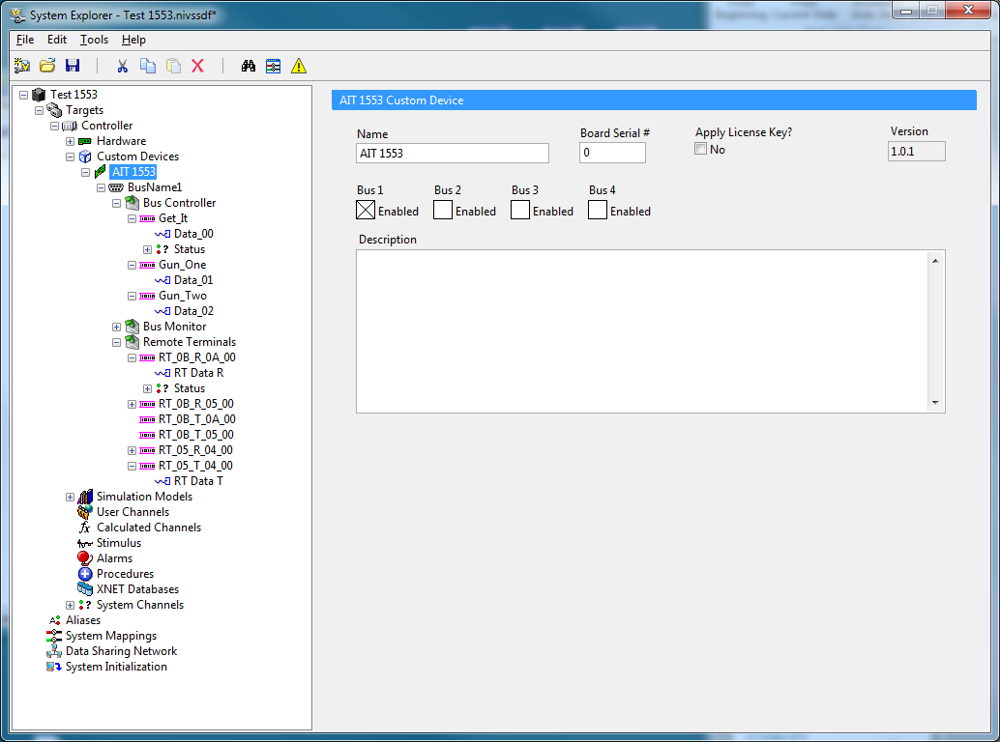 System Explorer - Test 1553.nivssdf*
File Edit Tools Help
Test 1553
Targets
Controller
Hardware
Custom Devices
AIT 1553
BusName1
Bus Controller
Get_It
Data_00
Status
Gun_One
Data_01
Gun_Two
Data_02
Bus Monitor
Remote Terminals
RT_0B_R_0A_00
RT Data R
Status
RT_0B_R_05_00
RT_0B_T_0A_00
RT_0B_T_05_00
RT_05_R_04_00
RT_05_T_04_00
RT Data T
Simulation Models
User Channels
Calculated Channels
Stimulus
Alarms
Procedures
XNET Databases
System Channels
Aliases
System Mappings
Data Sharing Network
System Initialization
AIT 1553 Custom Device
Name Board Serial # Apply License Key? Version
AIT 1553 0 No 1.0.1
Bus 1 Bus 2 Bus 3 Bus 4
Enabled Enabled Enabled Enabled
Description